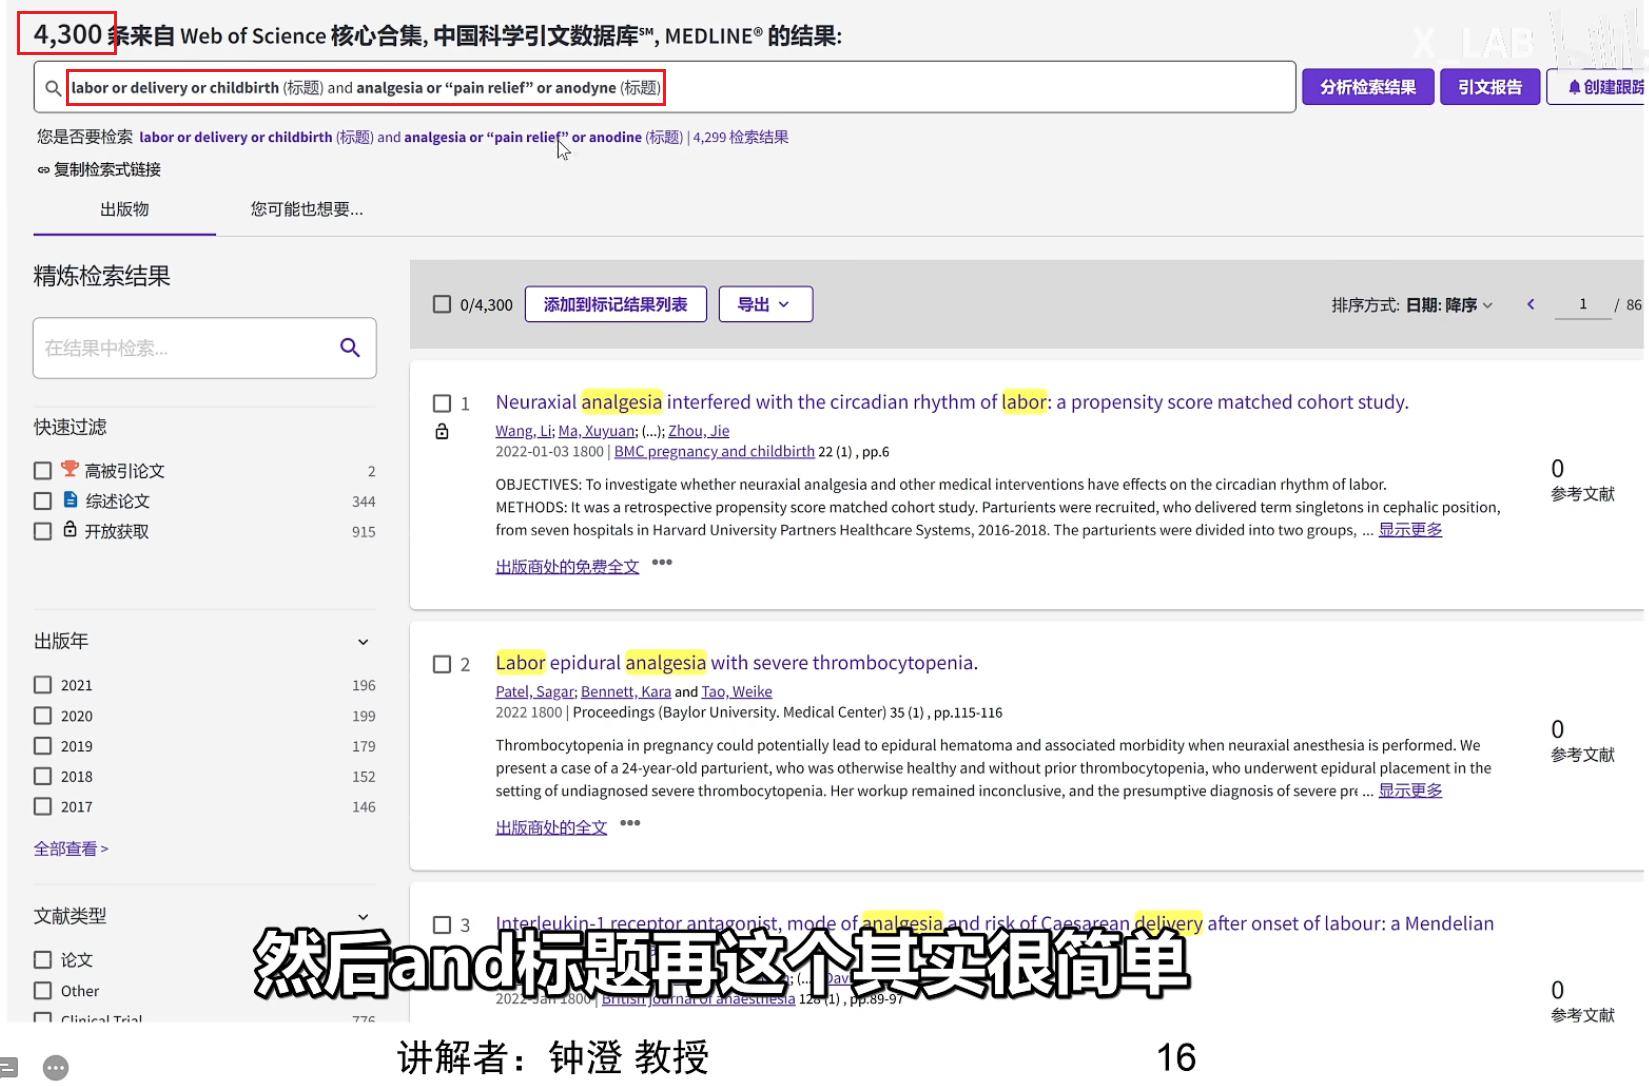 4,300 条来自 Web of Science 核心合集, 中国科学引文数据库℠, MEDLINE® 的结果:
X_LAB
labor or delivery or childbirth (标题) and analgesia or “pain relief” or anodyne (标题)
分析检索结果
引文报告
创建跟踪
您是否要检索 labor or delivery or childbirth (标题) and analgesia or “pain relief” or anodine (标题) | 4,299 检索结果
复制检索式链接
出版物
您可能也想要...
精炼检索结果
在结果中检索...
快速过滤
高被引论文 2
综述论文 344
开放获取 915
出版年
2021 196
2020 199
2019 179
2018 152
2017 146
全部查看 >
文献类型
论文
Other
Clinical Trial 776
0/4,300 添加到标记结果列表 导出
排序方式: 日期: 降序 < 1 / 86
1 Neuraxial analgesia interfered with the circadian rhythm of labor: a propensity score matched cohort study.
Wang, Li; Ma, Xuyuan; (...); Zhou, Jie
2022-01-03 1800 | BMC pregnancy and childbirth 22 (1) , pp.6
OBJECTIVES: To investigate whether neuraxial analgesia and other medical interventions have effects on the circadian rhythm of labor.
METHODS: It was a retrospective propensity score matched cohort study. Parturients were recruited, who delivered term singletons in cephalic position,
from seven hospitals in Harvard University Partners Healthcare Systems, 2016-2018. The parturients were divided into two groups, ... 显示更多
出版商处的免费全文 •••
0
参考文献
2 Labor epidural analgesia with severe thrombocytopenia.
Patel, Sagar; Bennett, Kara and Tao, Weike
2022 1800 | Proceedings (Baylor University. Medical Center) 35 (1) , pp.115-116
Thrombocytopenia in pregnancy could potentially lead to epidural hematoma and associated morbidity when neuraxial anesthesia is performed. We
present a case of a 24-year-old parturient, who was otherwise healthy and without prior thrombocytopenia, who underwent epidural placement in the
setting of undiagnosed severe thrombocytopenia. Her workup remained inconclusive, and the presumptive diagnosis of severe pre ... 显示更多
出版商处的全文 •••
0
参考文献
3 Interleukin-1 receptor antagonist, mode of analgesia and risk of Caesarean delivery after onset of labour: a Mendelian
2022-Jan 1800 | British journal of anaesthesia 128 (1) , pp.89-97
0
参考文献
然后and标题再这个其实很简单
讲解者：钟澄 教授
16